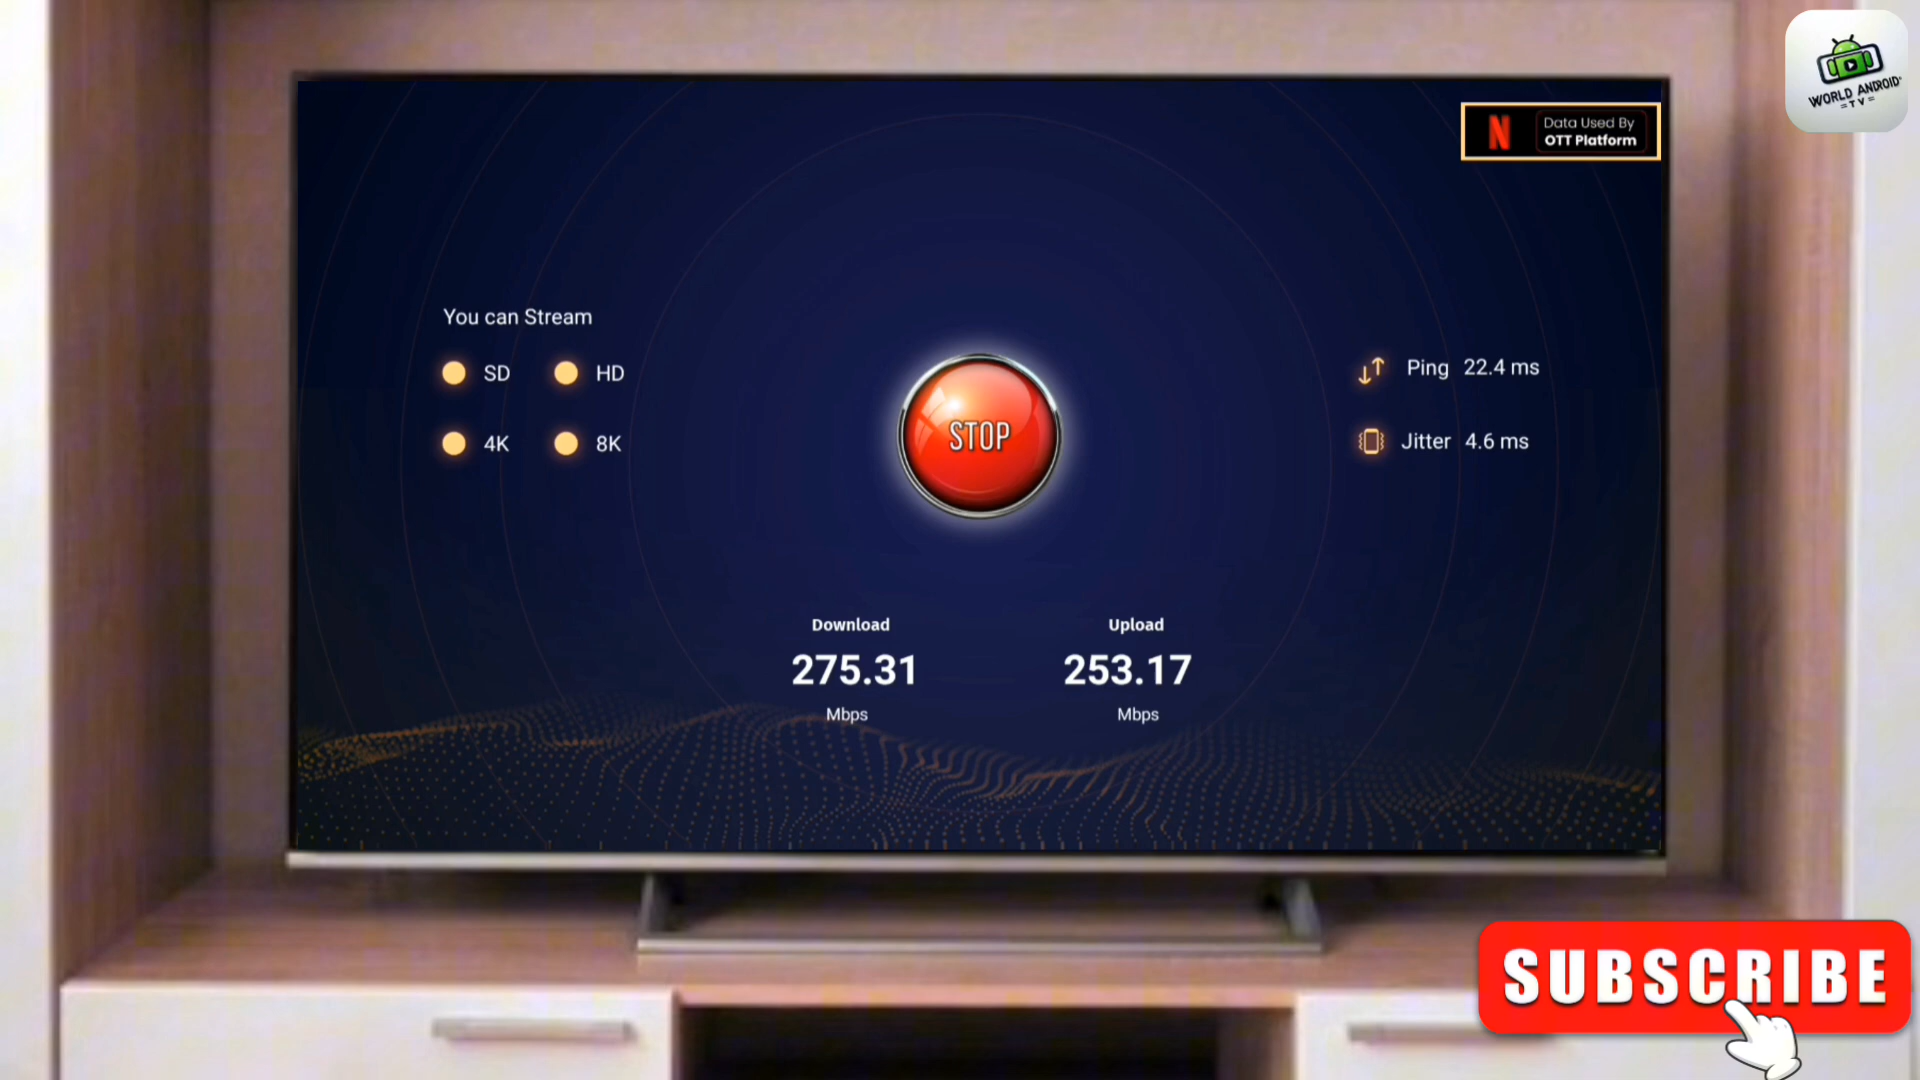 WORLD ANDROID
TV
N
Data Used By
OTT Platform
You can Stream
SD
HD
4K
8K
STOP
Ping 22.4 ms
Jitter 4.6 ms
Download
275.31
Mbps
Upload
253.17
Mbps
SUBSCRIBE